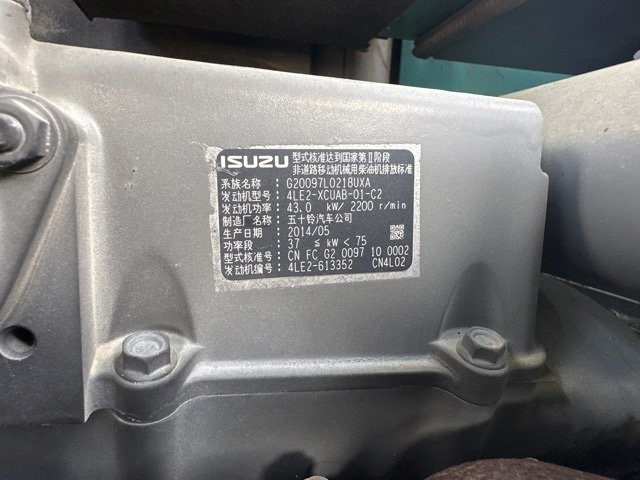 ISUZU 型式核准达到国家第Ⅱ阶段
非道路移动机械用柴油机排放标准
系族名称: G20097L0218UXA
发动机型号: 4LE2-XCUAB-01-C2
发动机功率: 43.0 kW/ 2200 r/min
制造厂名称: 五十铃汽车公司
生产日期: 2014/05
功率段: 37 ≤ kW < 75
型式核准号: CN FC G2 0097 10 0002
发动机编号: 4LE2-613352 CN4L02